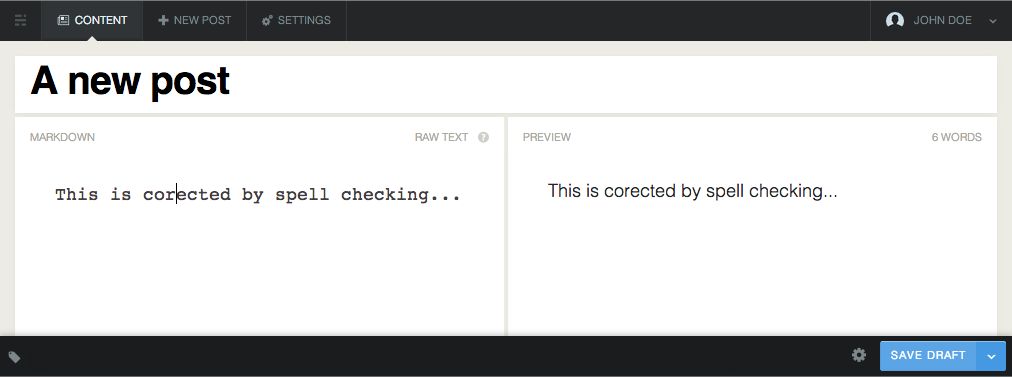 CONTENT NEW POST SETTINGS JOHN DOE
A new post
MARKDOWN RAW TEXT ? PREVIEW 6 WORDS
This is corected by spell checking... This is corected by spell checking...
SAVE DRAFT